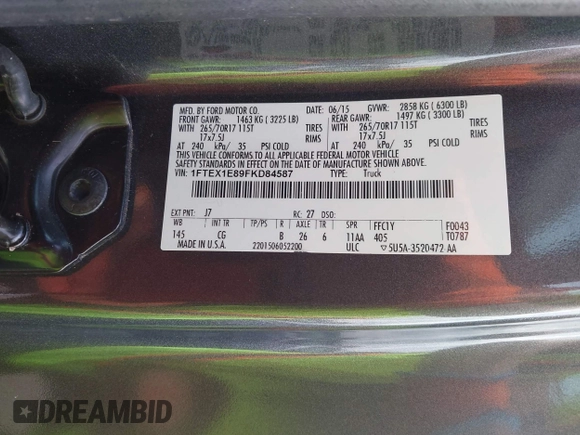 MFD. BY FORD MOTOR CO.
DATE: 06/15
GVWR: 2858 KG ( 6300 LB)
FRONT GAWR: 1463 KG ( 3225 LB)
REAR GAWR: 1497 KG ( 3300 LB)
WITH 265/70R17 115T TIRES
17x7.5J RIMS
AT 240 kPa/ 35 PSI COLD
WITH 265/70R17 115T TIRES
17x7.5J RIMS
AT 240 kPa/ 35 PSI COLD
THIS VEHICLE CONFORMS TO ALL APPLICABLE FEDERAL MOTOR VEHICLE
SAFETY AND THEFT PREVENTION STANDARDS IN EFFECT ON THE DATE OF
MANUFACTURE SHOWN ABOVE.
VIN: 1FTEX1E89FKD84587
TYPE: Truck
EXT PNT: J7 RC: 27 DSO: FFC1Y F0043
WB BRK INT TR TP/PS R AXLE TR SPR 405 T0787
145 CG B 26 6 11AA
MADE IN U.S.A. 2201506052200 ULC 5U5A-3520472-AA
DREAMBID